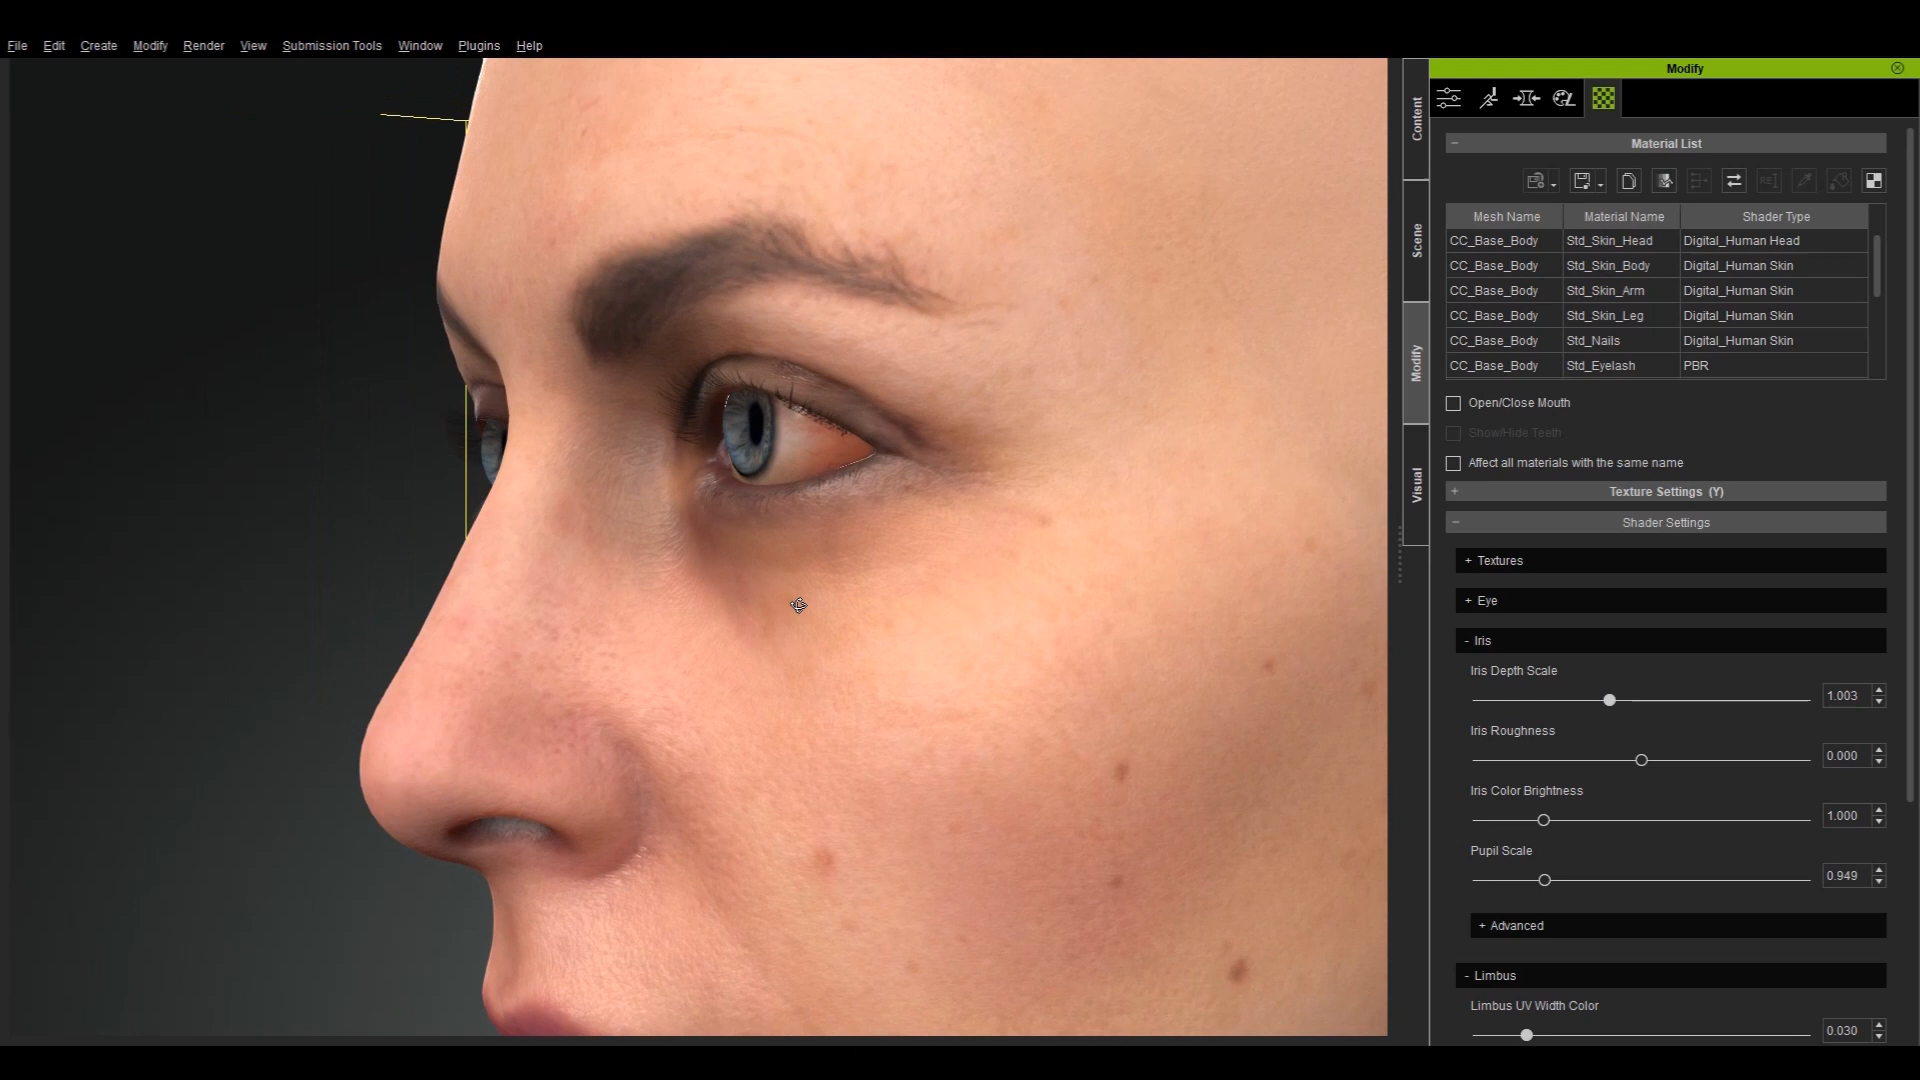 File Edit Create Modify Render View Submission Tools Window Plugins Help
Content
Scene
Modify
Visual
Modify
Material List
Mesh Name Material Name Shader Type
CC_Base_Body Std_Skin_Head Digital_Human Head
CC_Base_Body Std_Skin_Body Digital_Human Skin
CC_Base_Body Std_Skin_Arm Digital_Human Skin
CC_Base_Body Std_Skin_Leg Digital_Human Skin
CC_Base_Body Std_Nails Digital_Human Skin
CC_Base_Body Std_Eyelash PBR
Open/Close Mouth
Show/Hide Teeth
Affect all materials with the same name
+ Texture Settings (Y)
- Shader Settings
+ Textures
+ Eye
- Iris
Iris Depth Scale
1.003
Iris Roughness
0.000
Iris Color Brightness
1.000
Pupil Scale
0.949
+ Advanced
- Limbus
Limbus UV Width Color
0.030